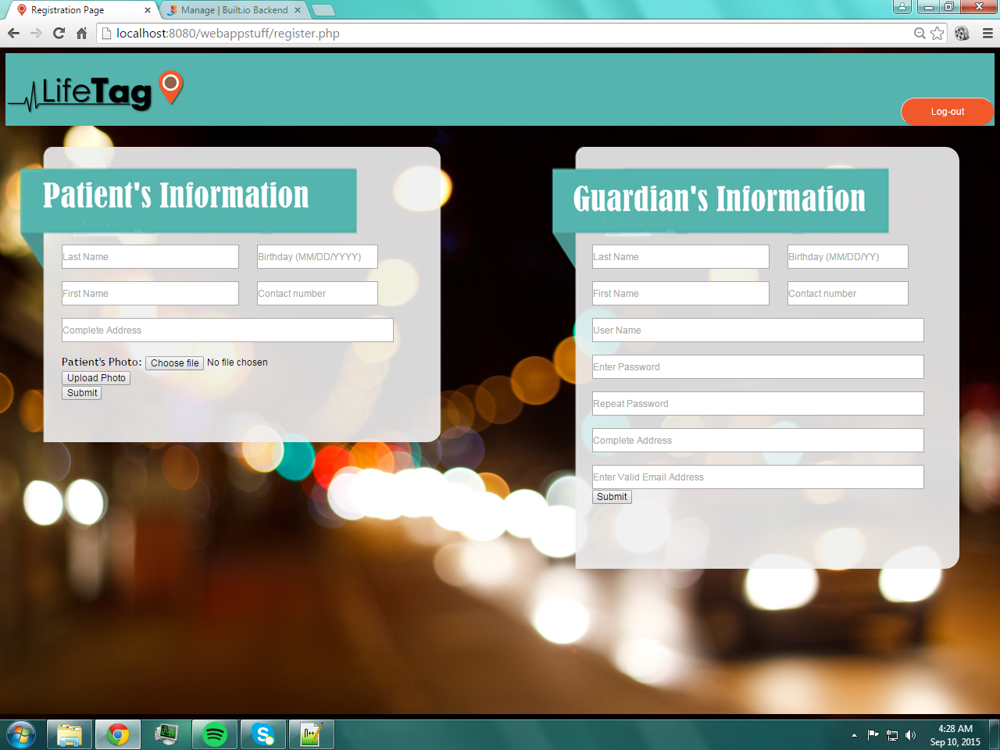 Registration Page
Manage | Built.io Backend
localhost:8080/webappstuff/register.php
LifeTag
Log-out
Patient's Information
Last Name
Birthday (MM/DD/YYYY)
First Name
Contact number
Complete Address
Patient's Photo: Choose file No file chosen
Upload Photo
Submit
Guardian's Information
Last Name
Birthday (MM/DD/YY)
First Name
Contact number
User Name
Enter Password
Repeat Password
Complete Address
Enter Valid Email Address
Submit
4:28 AM
Sep 10, 2015